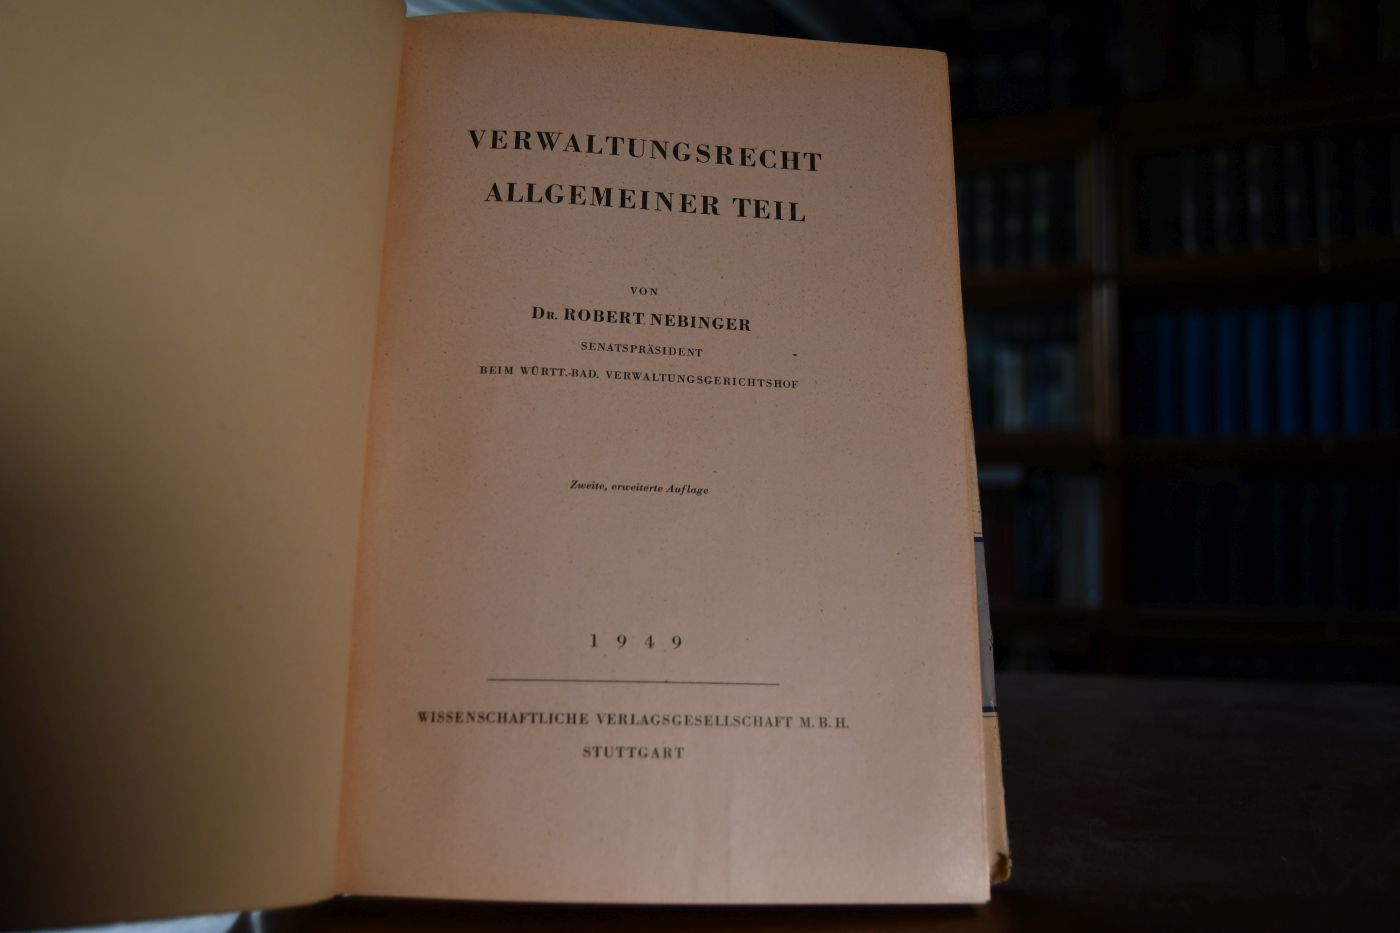 VERWALTUNGSRECHT
ALLGEMEINER TEIL
VON
DR. ROBERT NEBINGER
SENATSPRÄSIDENT
BEIM WÜRTT.-BAD. VERWALTUNGSGERICHTSHOF
Zweite, erweiterte Auflage
1949
WISSENSCHAFTLICHE VERLAGSGESELLSCHAFT M.B.H.
STUTTGART